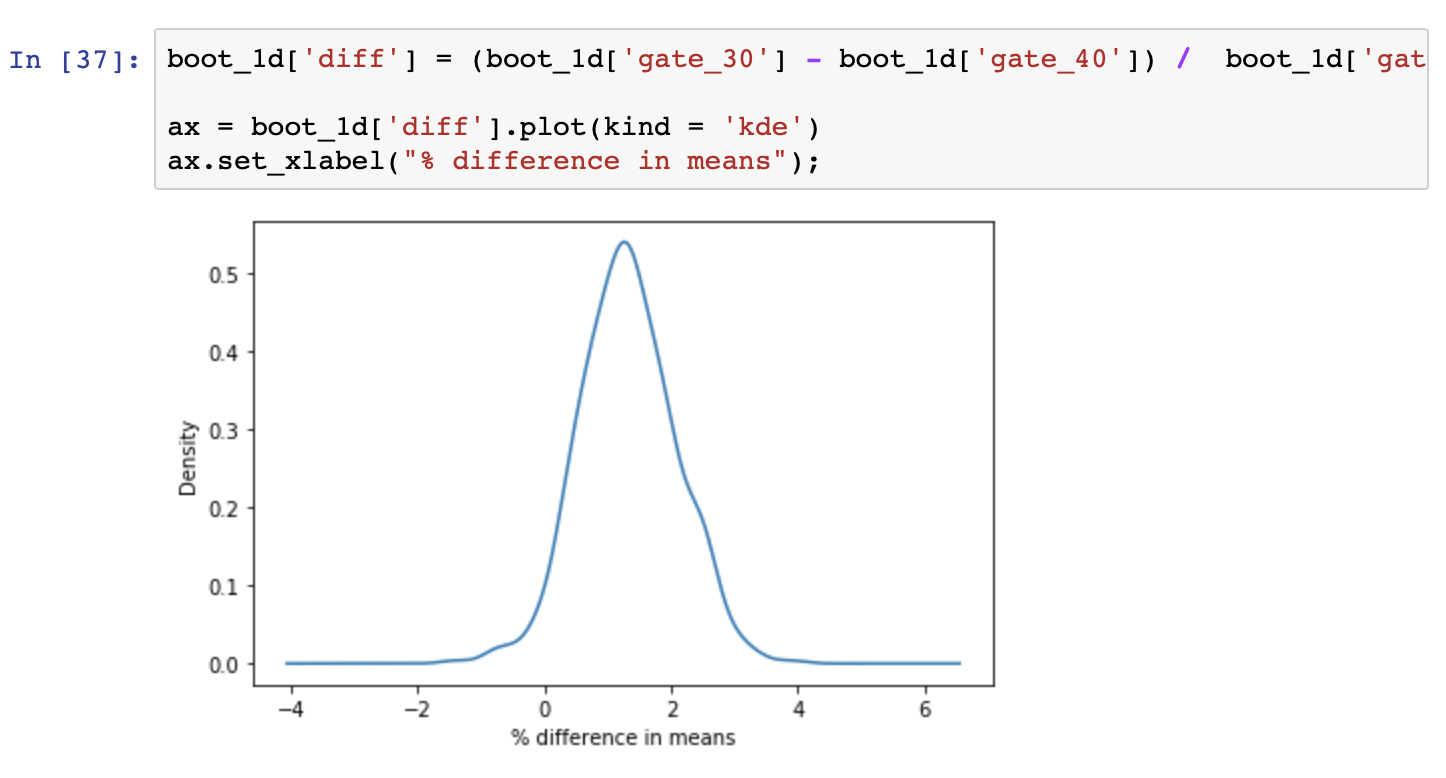 In [37]: boot_1d['diff'] = (boot_1d['gate_30'] - boot_1d['gate_40']) /  boot_1d['gat
ax = boot_1d['diff'].plot(kind = 'kde')
ax.set_xlabel("% difference in means");
0.5
0.4
0.3
0.2
0.1
0.0
Density
−4 −2 0 2 4 6
% difference in means